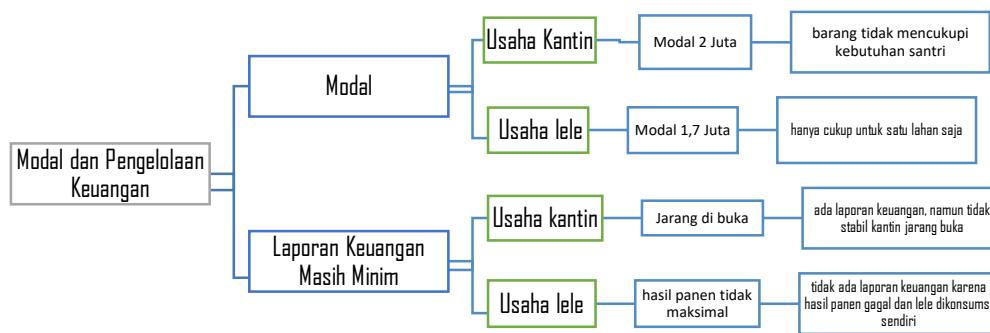 Modal dan Pengelolaan
Keuangan
Modal
Usaha Kantin
Modal 2 Juta
barang tidak mencukupi
kebutuhan santri
Usaha lele
Modal 1,7 Juta
hanya cukup untuk satu lahan saja
Laporan Keuangan
Masih Minim
Usaha kantin
Jarang di buka
ada laporan keuangan, namun tidak
stabil kantin jarang buka
Usaha lele
hasil panen tidak
maksimal
tidak ada laporan keuangan karena
hasil panen gagal dan lele dikonsums
sendiri